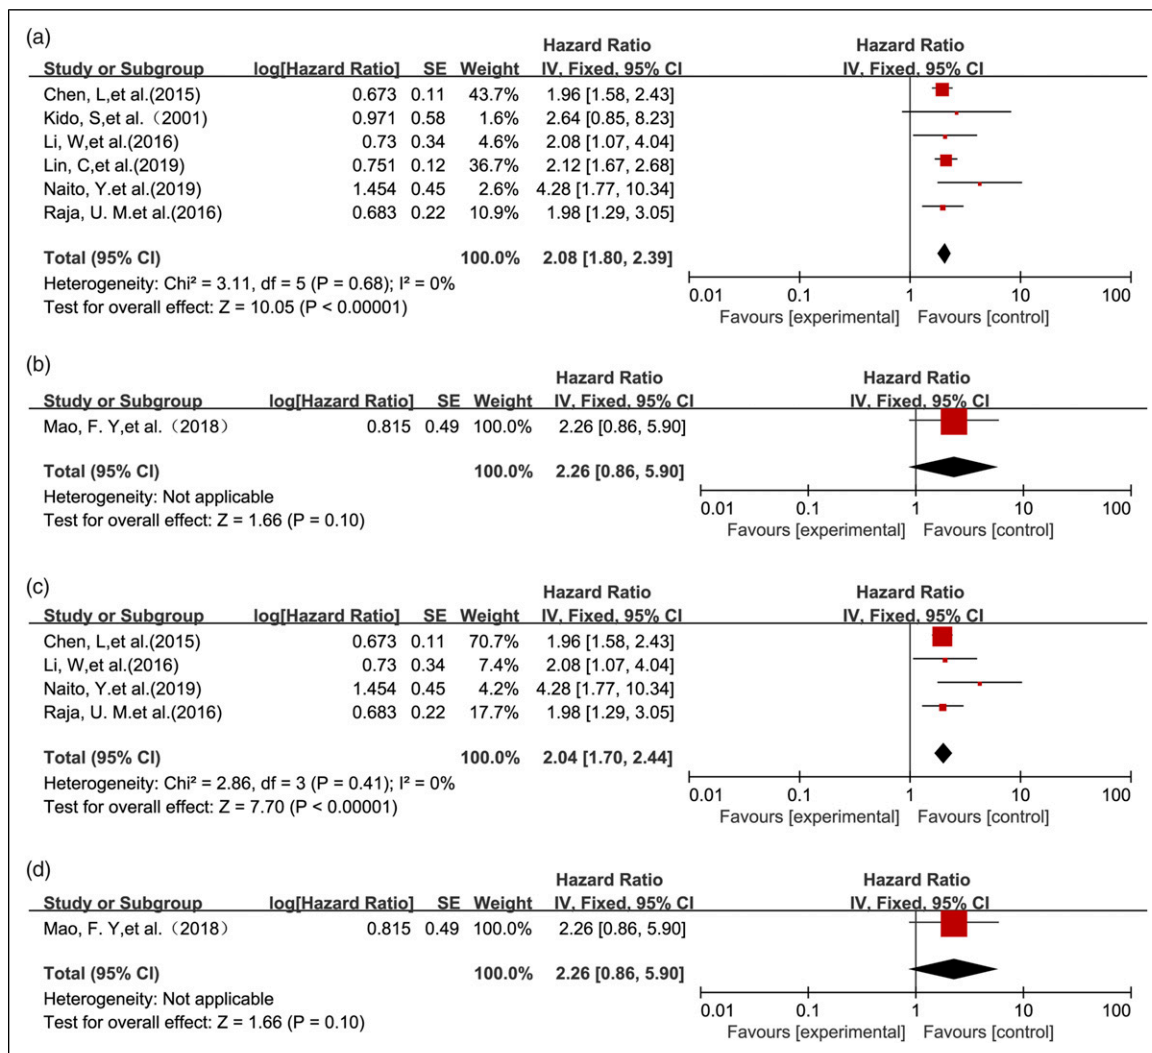 (a)
Hazard Ratio Hazard Ratio
Study or Subgroup log[Hazard Ratio] SE Weight IV, Fixed, 95% CI IV, Fixed, 95% CI
Chen, L,et al.(2015) 0.673 0.11 43.7% 1.96 [1.58, 2.43]
Kido, S,et al.（2001) 0.971 0.58 1.6% 2.64 [0.85, 8.23]
Li, W,et al.(2016) 0.73 0.34 4.6% 2.08 [1.07, 4.04]
Lin, C,et al.(2019) 0.751 0.12 36.7% 2.12 [1.67, 2.68]
Naito, Y.et al.(2019) 1.454 0.45 2.6% 4.28 [1.77, 10.34]
Raja, U. M.et al.(2016) 0.683 0.22 10.9% 1.98 [1.29, 3.05]
Total (95% CI) 100.0% 2.08 [1.80, 2.39]
Heterogeneity: Chi² = 3.11, df = 5 (P = 0.68); I² = 0%
Test for overall effect: Z = 10.05 (P < 0.00001)
0.01 0.1 1 10 100
Favours [experimental] Favours [control]
(b)
Hazard Ratio Hazard Ratio
Study or Subgroup log[Hazard Ratio] SE Weight IV, Fixed, 95% CI IV, Fixed, 95% CI
Mao, F. Y,et al.（2018） 0.815 0.49 100.0% 2.26 [0.86, 5.90]
Total (95% CI) 100.0% 2.26 [0.86, 5.90]
Heterogeneity: Not applicable
Test for overall effect: Z = 1.66 (P = 0.10)
0.01 0.1 1 10 100
Favours [experimental] Favours [control]
(c)
Hazard Ratio Hazard Ratio
Study or Subgroup log[Hazard Ratio] SE Weight IV, Fixed, 95% CI IV, Fixed, 95% CI
Chen, L,et al.(2015) 0.673 0.11 70.7% 1.96 [1.58, 2.43]
Li, W,et al.(2016) 0.73 0.34 7.4% 2.08 [1.07, 4.04]
Naito, Y.et al.(2019) 1.454 0.45 4.2% 4.28 [1.77, 10.34]
Raja, U. M.et al.(2016) 0.683 0.22 17.7% 1.98 [1.29, 3.05]
Total (95% CI) 100.0% 2.04 [1.70, 2.44]
Heterogeneity: Chi² = 2.86, df = 3 (P = 0.41); I² = 0%
Test for overall effect: Z = 7.70 (P < 0.00001)
0.01 0.1 1 10 100
Favours [experimental] Favours [control]
(d)
Hazard Ratio Hazard Ratio
Study or Subgroup log[Hazard Ratio] SE Weight IV, Fixed, 95% CI IV, Fixed, 95% CI
Mao, F. Y,et al.（2018） 0.815 0.49 100.0% 2.26 [0.86, 5.90]
Total (95% CI) 100.0% 2.26 [0.86, 5.90]
Heterogeneity: Not applicable
Test for overall effect: Z = 1.66 (P = 0.10)
0.01 0.1 1 10 100
Favours [experimental] Favours [control]